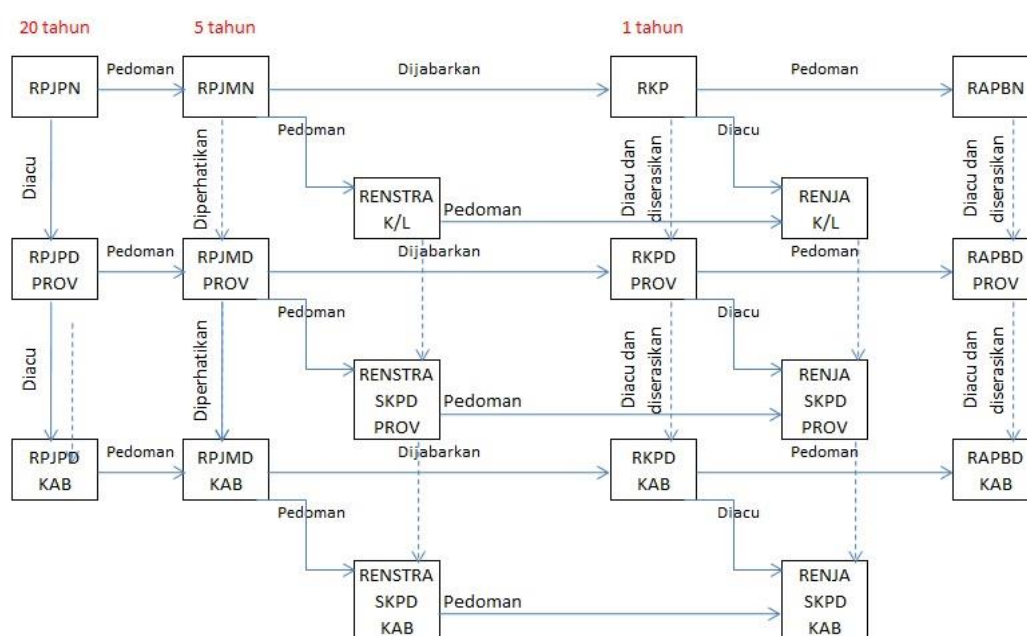 20 tahun
5 tahun
1 tahun
RPJPN
Pedoman
RPJMN
Dijabarkan
RKP
Pedoman
RAPBN
Diacu
Diperhatikan
Pedoman
Diacu dan
diserasikan
Diacu
Diacu dan
diserasikan
RENSTRA
K/L
Pedoman
RENJA
K/L
RPJPD
PROV
Pedoman
RPJMD
PROV
Dijabarkan
RKPD
PROV
Pedoman
RAPBD
PROV
Diacu
Diperhatikan
Pedoman
Diacu dan
diserasikan
Diacu
Diacu dan
diserasikan
RENSTRA
SKPD
PROV
Pedoman
RENJA
SKPD
PROV
RPJPD
KAB
Pedoman
RPJMD
KAB
Dijabarkan
RKPD
KAB
Pedoman
RAPBD
KAB
Pedoman
Diacu
RENSTRA
SKPD
KAB
Pedoman
RENJA
SKPD
KAB